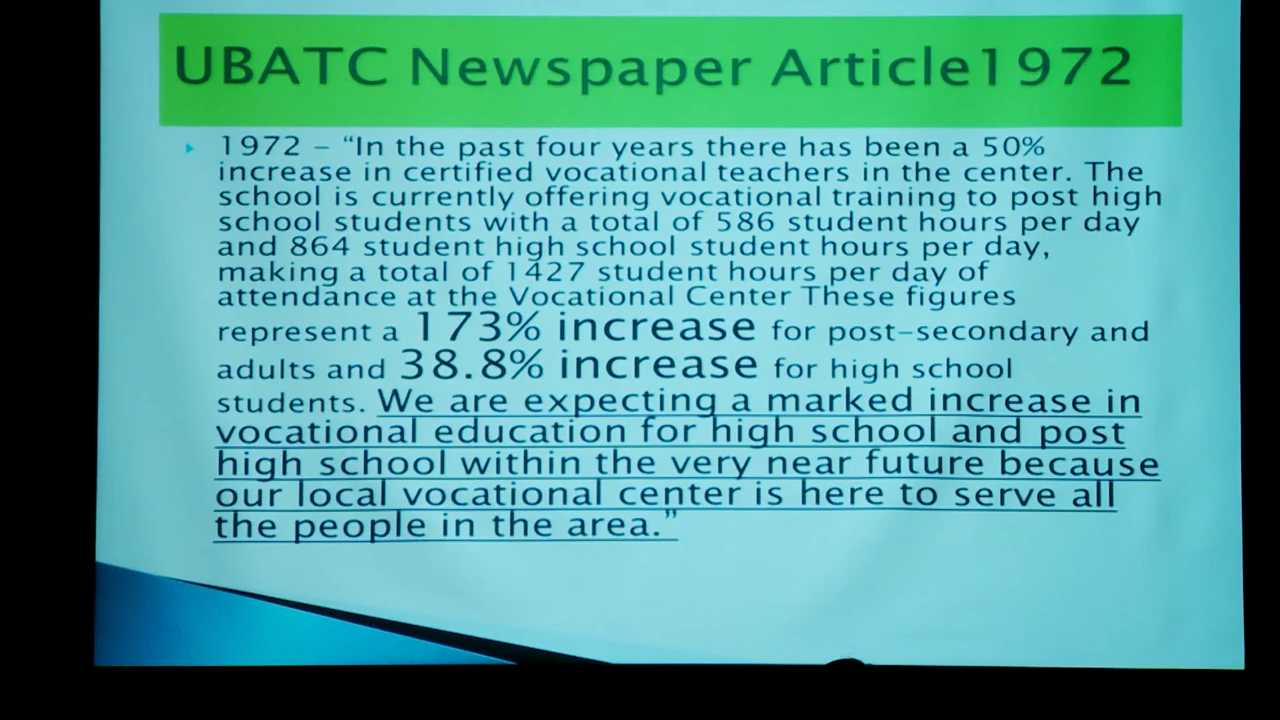 UBATC Newspaper Article1972
1972 – “In the past four years there has been a 50%
increase in certified vocational teachers in the center. The
school is currently offering vocational training to post high
school students with a total of 586 student hours per day
and 864 student high school student hours per day,
making a total of 1427 student hours per day of
attendance at the Vocational Center These figures
represent a 173% increase for post-secondary and
adults and 38.8% increase for high school
students. We are expecting a marked increase in
vocational education for high school and post
high school within the very near future because
our local vocational center is here to serve all
the people in the area.”